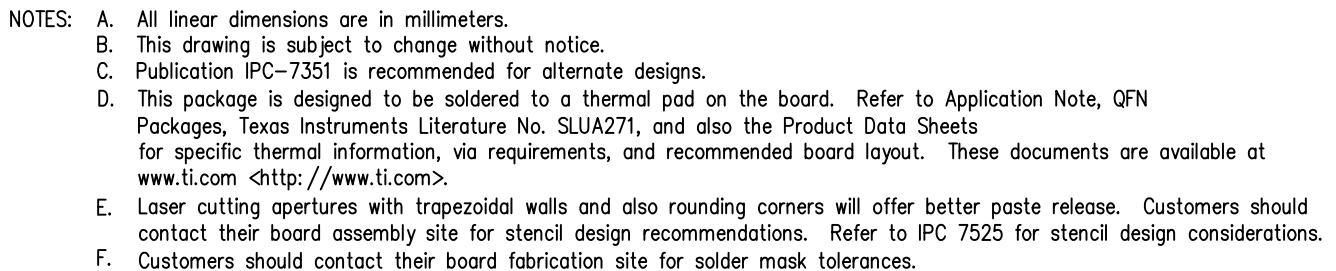 NOTES: A. All linear dimensions are in millimeters.
B. This drawing is subject to change without notice.
C. Publication IPC-7351 is recommended for alternate designs.
D. This package is designed to be soldered to a thermal pad on the board. Refer to Application Note, QFN
Packages, Texas Instruments Literature No. SLUA271, and also the Product Data Sheets
for specific thermal information, via requirements, and recommended board layout. These documents are available at
www.ti.com <http://www.ti.com>.
E. Laser cutting apertures with trapezoidal walls and also rounding corners will offer better paste release. Customers should
contact their board assembly site for stencil design recommendations. Refer to IPC 7525 for stencil design considerations.
F. Customers should contact their board fabrication site for solder mask tolerances.